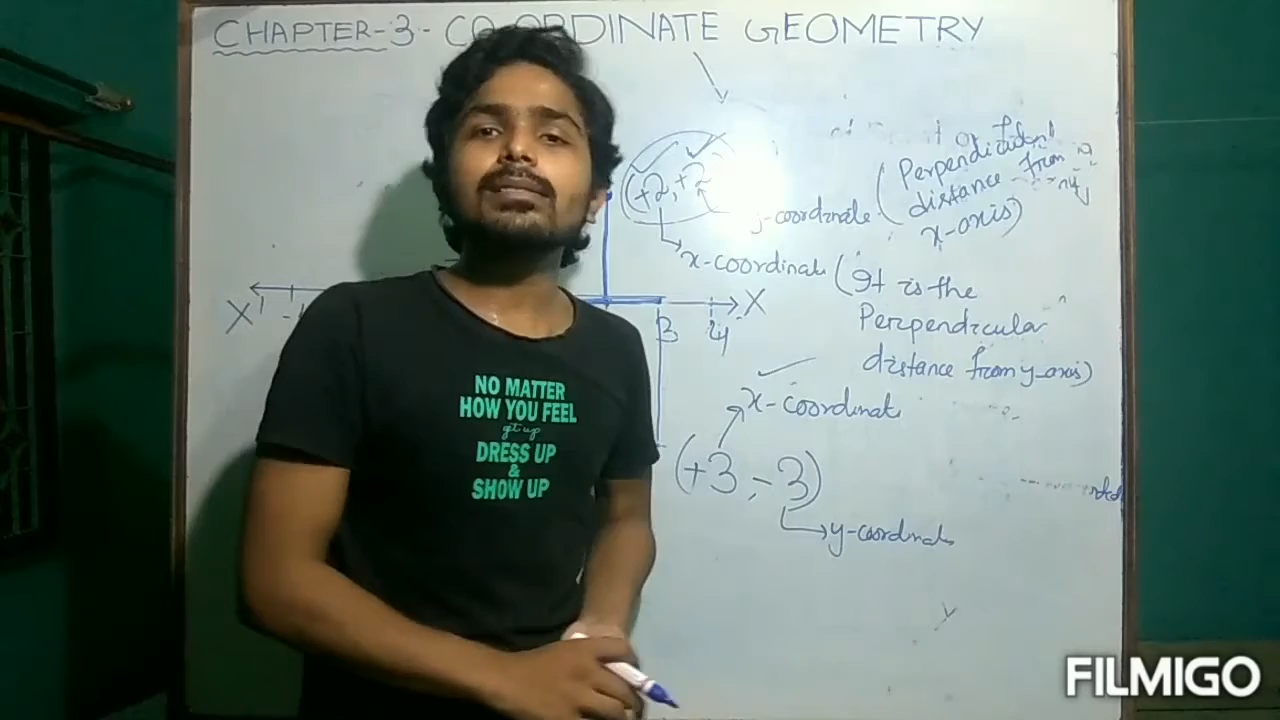 CHAPTER-3- CO-ORDINATE GEOMETRY
(+2,+2
y-coordinate (Perpendicular
distance from
x-axis)
x-coordinate (It is the
Perpendicular
distance from y-axis)
X'
3
4
X
x-coordinate
(+3,-3)
y-coordinate
NO MATTER
HOW YOU FEEL
get up
DRESS UP
&
SHOW UP
FILMIGO